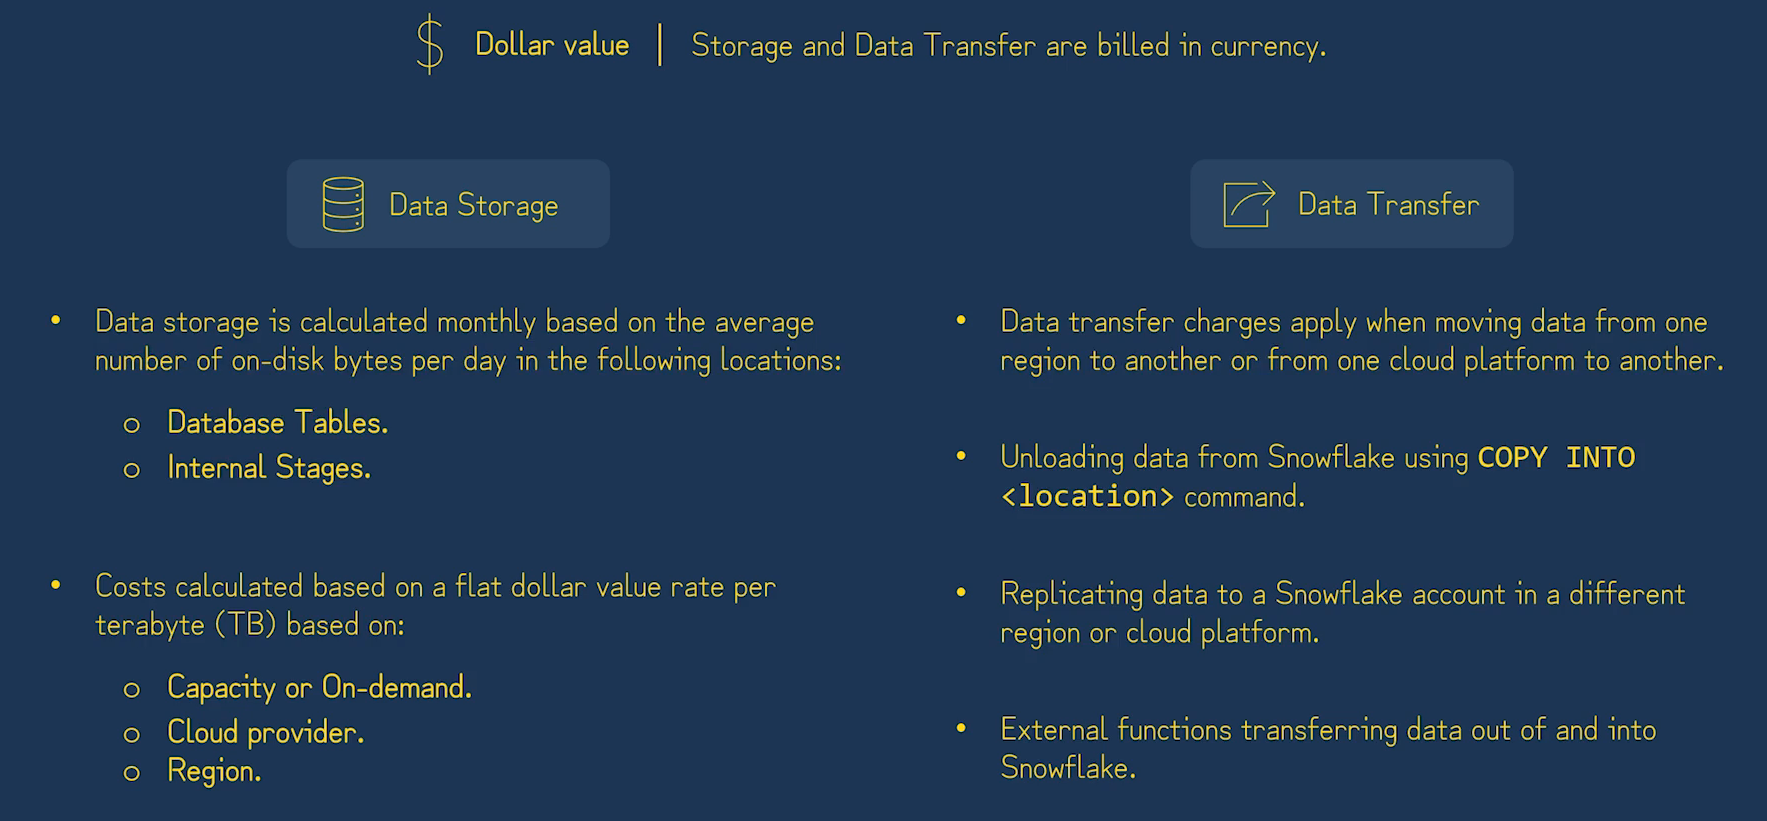 $ Dollar value | Storage and Data Transfer are billed in currency.
Data Storage
• Data storage is calculated monthly based on the average
number of on-disk bytes per day in the following locations:
o Database Tables.
o Internal Stages.
• Costs calculated based on a flat dollar value rate per
terabyte (TB) based on:
o Capacity or On-demand.
o Cloud provider.
o Region.
Data Transfer
• Data transfer charges apply when moving data from one
region to another or from one cloud platform to another.
• Unloading data from Snowflake using COPY INTO
<location> command.
• Replicating data to a Snowflake account in a different
region or cloud platform.
• External functions transferring data out of and into
Snowflake.